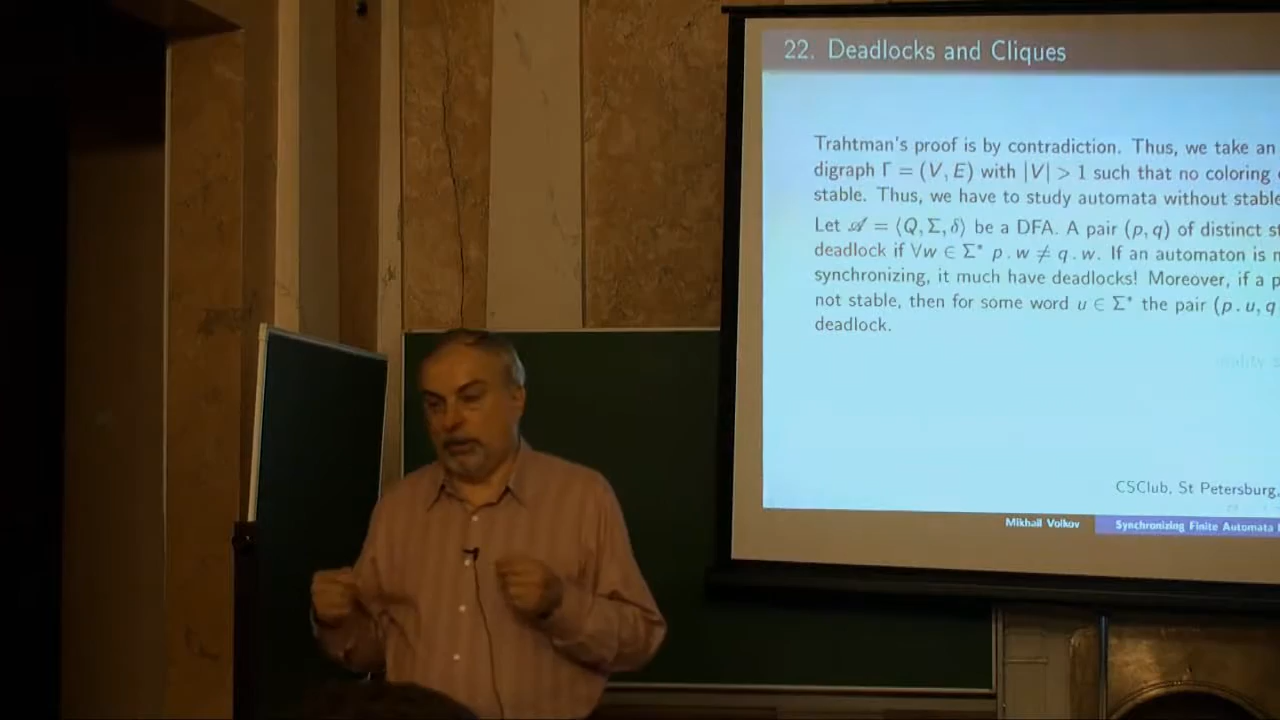 22. Deadlocks and Cliques
Trahtman's proof is by contradiction. Thus, we take an
digraph Γ = (V, E) with |V| > 1 such that no coloring
stable. Thus, we have to study automata without stable
Let 𝒜 = ⟨Q, Σ, δ⟩ be a DFA. A pair (p, q) of distinct
deadlock if ∀w ∈ Σ* p . w ≠ q . w. If an automaton is
synchronizing, it much have deadlocks! Moreover, if a
not stable, then for some word u ∈ Σ* the pair (p . u, q
deadlock.
CSClub, St Petersburg,
Mikhail Volkov
Synchronizing Finite Automata